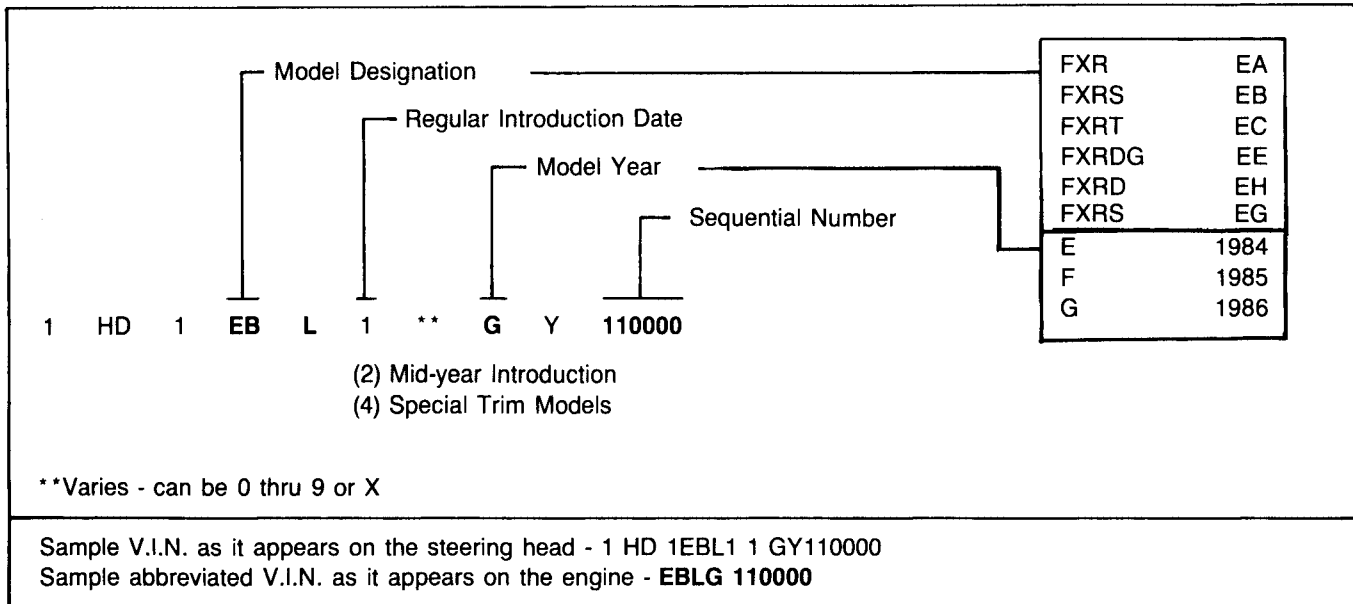 Model Designation
FXR EA
FXRS EB
Regular Introduction Date
FXRT EC
Model Year
FXRDG EE
FXRD EH
Sequential Number
FXRS EG
E 1984
F 1985
G 1986
1 HD 1 EB L 1 ** G Y 110000
(2) Mid-year Introduction
(4) Special Trim Models
**Varies - can be 0 thru 9 or X
Sample V.I.N. as it appears on the steering head - 1 HD 1EBL1 1 GY110000
Sample abbreviated V.I.N. as it appears on the engine - EBLG 110000